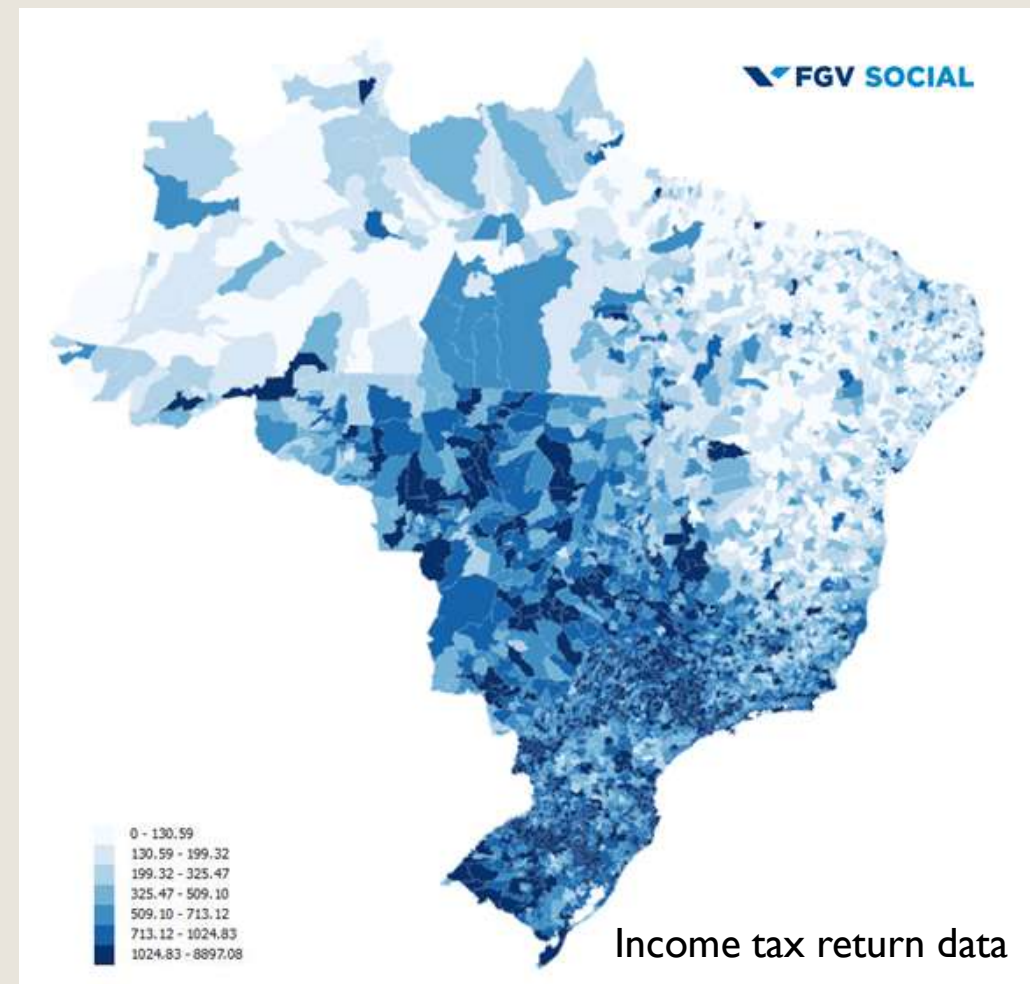 FGV SOCIAL
0 - 130.59
130.59 - 199.32
199.32 - 325.47
325.47 - 509.10
509.10 - 713.12
713.12 - 1024.83
1024.83 - 8897.08
Income tax return data